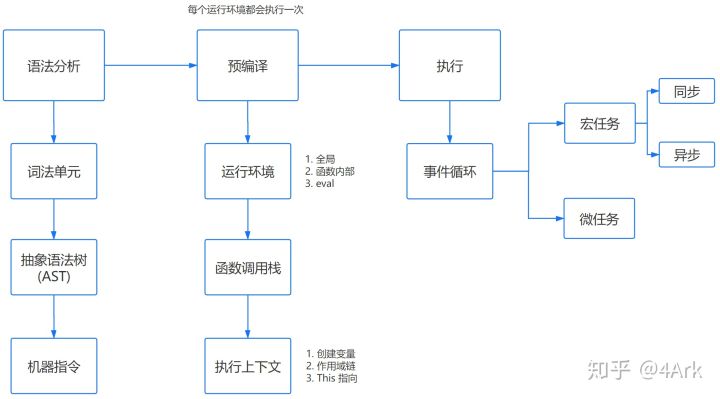 每个运行环境都会执行一次
语法分析
预编译
执行
同步
宏任务
异步
词法单元
运行环境
1. 全局
2. 函数内部
3. eval
事件循环
微任务
抽象语法树
(AST)
函数调用栈
机器指令
执行上下文
1. 创建变量
2. 作用域链
3. This 指向
知乎 @4Ark